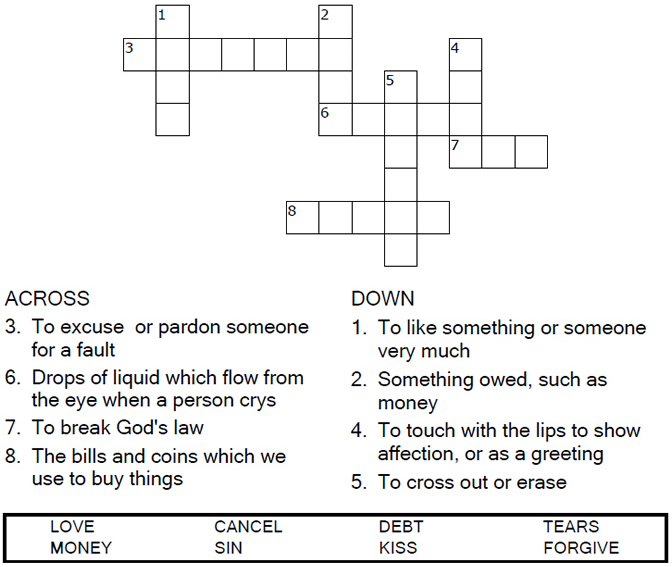 1
2
3
4
5
6
7
8
ACROSS
3. To excuse or pardon someone
for a fault
6. Drops of liquid which flow from
the eye when a person crys
7. To break God's law
8. The bills and coins which we
use to buy things
DOWN
1. To like something or someone
very much
2. Something owed, such as
money
4. To touch with the lips to show
affection, or as a greeting
5. To cross out or erase
LOVE CANCEL DEBT TEARS
MONEY SIN KISS FORGIVE